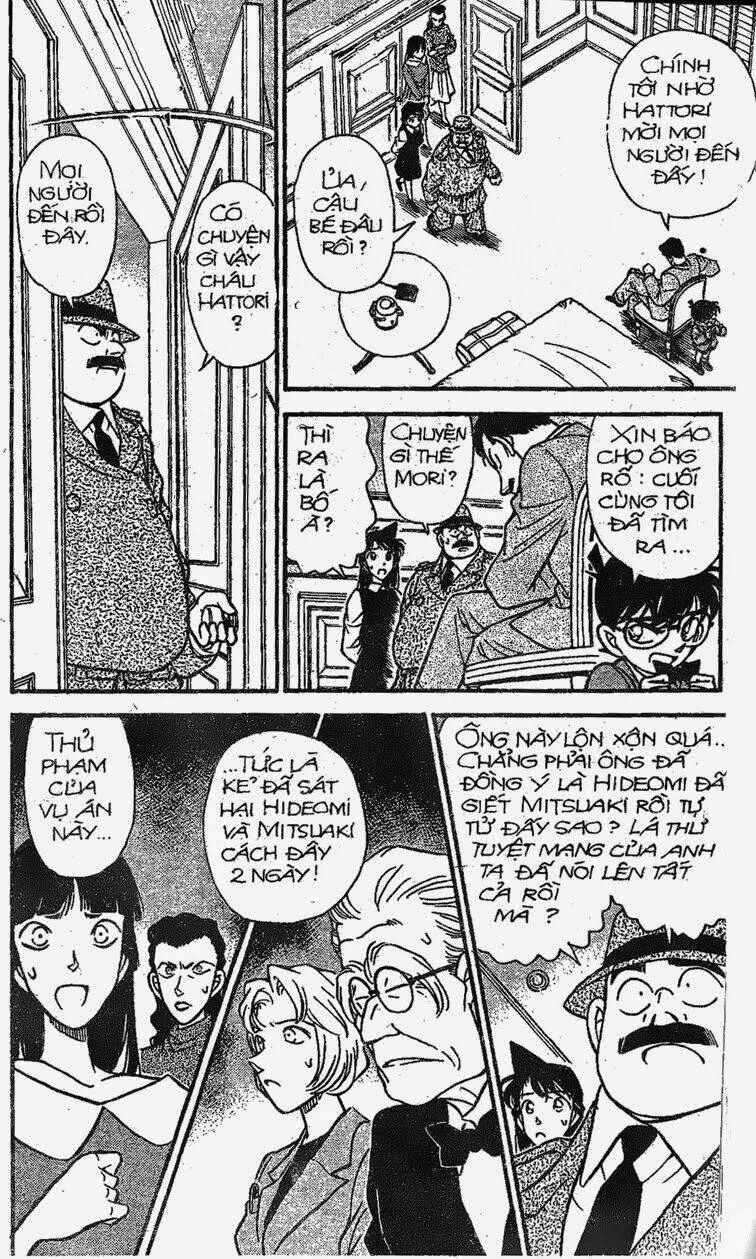 MỌI
NGƯỜI
ĐẾN RỒI
ĐÂY.
CÓ
CHUYỆN
GÌ VẬY
CHÁU
HATTORI
?
ỦA,
CẬU
BÉ ĐÂU
RỒI?
CHÍNH
TÔI NHỜ
HATTORI
MỜI MỌI
NGƯỜI ĐẾN
ĐẤY!
THÌ
RA
LÀ
BỐ
À?
CHUYỆN
GÌ THẾ
MORI?
XIN BÁO
CHO ÔNG
RÕ: CUỐI
CÙNG TÔI
ĐÃ TÌM
RA...
THỦ
PHẠM
CỦA
VỤ ÁN
NÀY...
...TỨC LÀ
KẺ ĐÃ SÁT
HẠI HIDEOMI
VÀ MITSUAKI
CÁCH ĐÂY
2 NGÀY!
ÔNG NÀY LỘN XỘN QUÁ..
CHẲNG PHẢI ÔNG ĐÃ
ĐỒNG Ý LÀ HIDEOMI ĐÃ
GIẾT MITSUAKI RỒI TỰ
TỬ ĐẤY SAO? LÁ THƯ
TUYỆT MẠNG CỦA ANH
TA ĐÃ NÓI LÊN TẤT
CẢ RỒI
MÀ ?